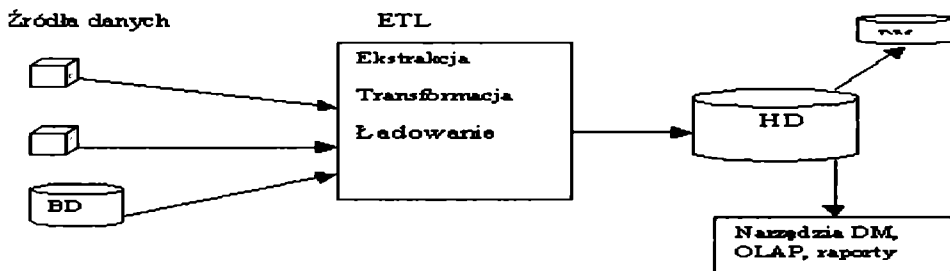 Źródła danych
ETL
Ekstrakcja
Transformacja
Ładowanie
HD
BD
Narzędzia DM,
OLAP, raporty